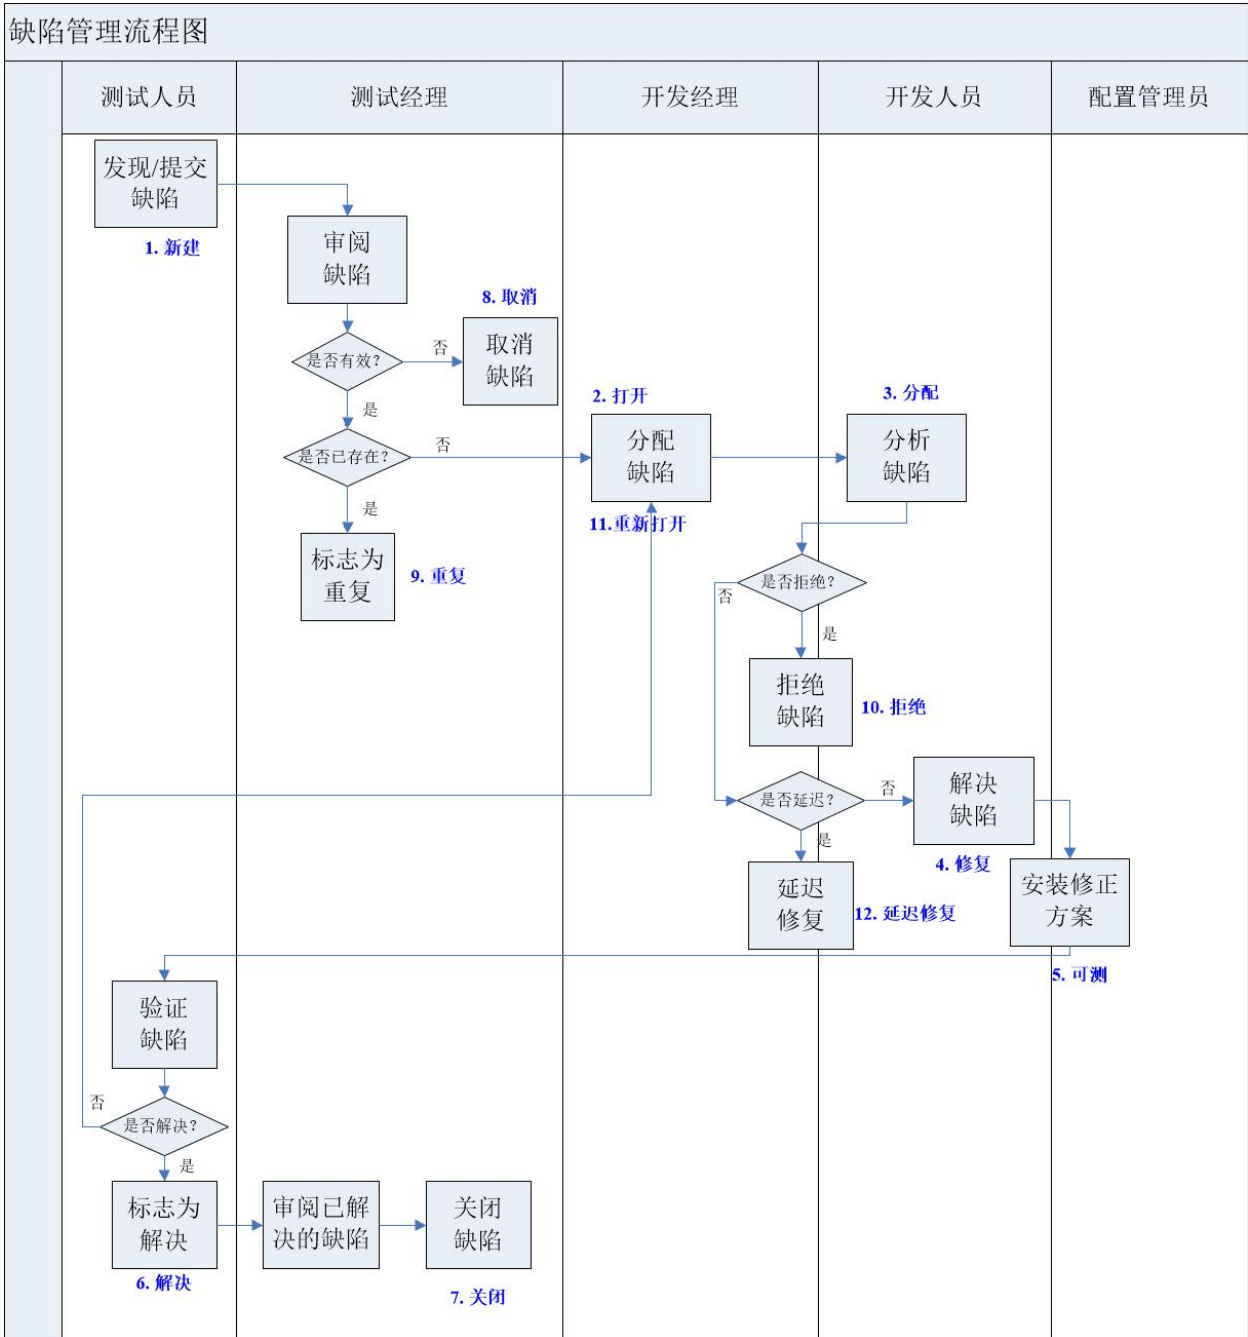 缺陷管理流程图
测试人员
测试经理
开发经理
开发人员
配置管理员
发现/提交
缺陷
1. 新建
审阅
缺陷
8. 取消
是否有效?
否
取消
缺陷
是
2. 打开
3. 分配
是否已存在?
否
分配
缺陷
分析
缺陷
是
11.重新打开
标志为
重复
9. 重复
是否拒绝?
否
是
拒绝
缺陷
10. 拒绝
是否延迟?
否
解决
缺陷
是
4. 修复
延迟
修复
12. 延迟修复
安装修正
方案
5. 可测
验证
缺陷
否
是否解决?
是
标志为
解决
审阅已解
决的缺陷
关闭
缺陷
6. 解决
7. 关闭